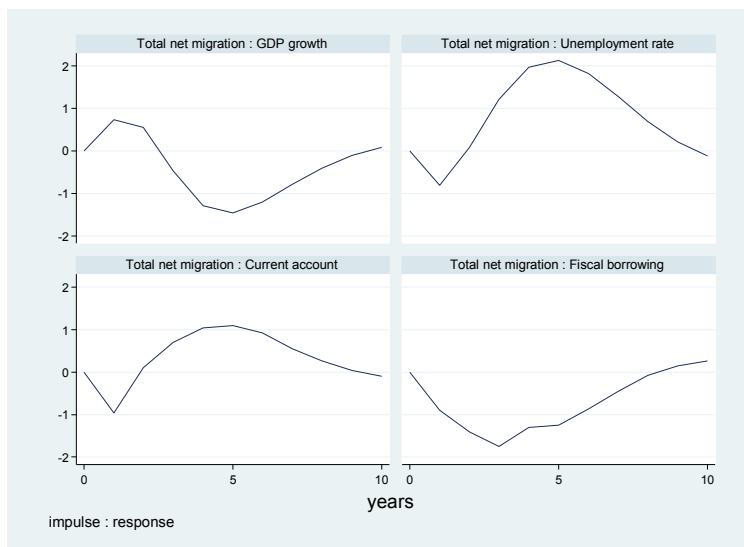 Total net migration : GDP growth
Total net migration : Unemployment rate
2
1
0
-1
-2
Total net migration : Current account
Total net migration : Fiscal borrowing
2
1
0
-1
-2
0
5
10
0
5
10
years
impulse : response